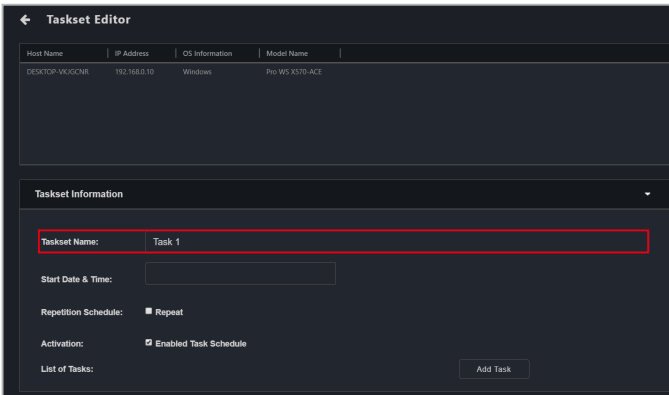 Taskset Editor
Host Name IP Address OS Information Model Name
DESKTOP-VKJGCNR 192.168.0.10 Windows Pro WS X570-ACE
Taskset Information
Taskset Name: Task 1
Start Date & Time:
Repetition Schedule: Repeat
Activation: Enabled Task Schedule
List of Tasks: Add Task